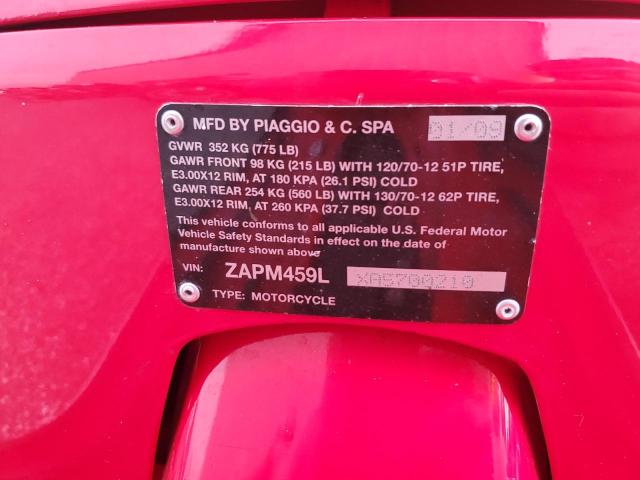 MFD BY PIAGGIO & C. SPA 01/09
GVWR 352 KG (775 LB)
GAWR FRONT 98 KG (215 LB) WITH 120/70-12 51P TIRE,
E3.00X12 RIM, AT 180 KPA (26.1 PSI) COLD
GAWR REAR 254 KG (560 LB) WITH 130/70-12 62P TIRE,
E3.00X12 RIM, AT 260 KPA (37.7 PSI) COLD
This vehicle conforms to all applicable U.S. Federal Motor
Vehicle Safety Standards in effect on the date of
manufacture shown above
VIN: ZAPM459L XA5700210
TYPE: MOTORCYCLE